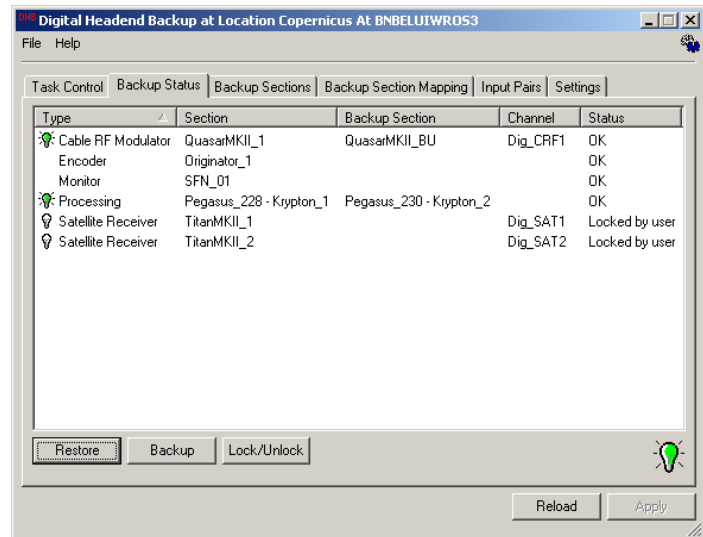 DHB Digital Headend Backup at Location Copernicus At BNBELUIWROS3
File Help
Task Control Backup Status Backup Sections Backup Section Mapping Input Pairs Settings
Type Section Backup Section Channel Status
Cable RF Modulator QuasarMKII_1 QuasarMKII_BU Dig_CRF1 OK
Encoder Originator_1 OK
Monitor SFN_01 OK
Processing Pegasus_228 - Krypton_1 Pegasus_230 - Krypton_2 OK
Satellite Receiver TitanMKII_1 Dig_SAT1 Locked by user
Satellite Receiver TitanMKII_2 Dig_SAT2 Locked by user
Restore Backup Lock/Unlock
Reload Apply